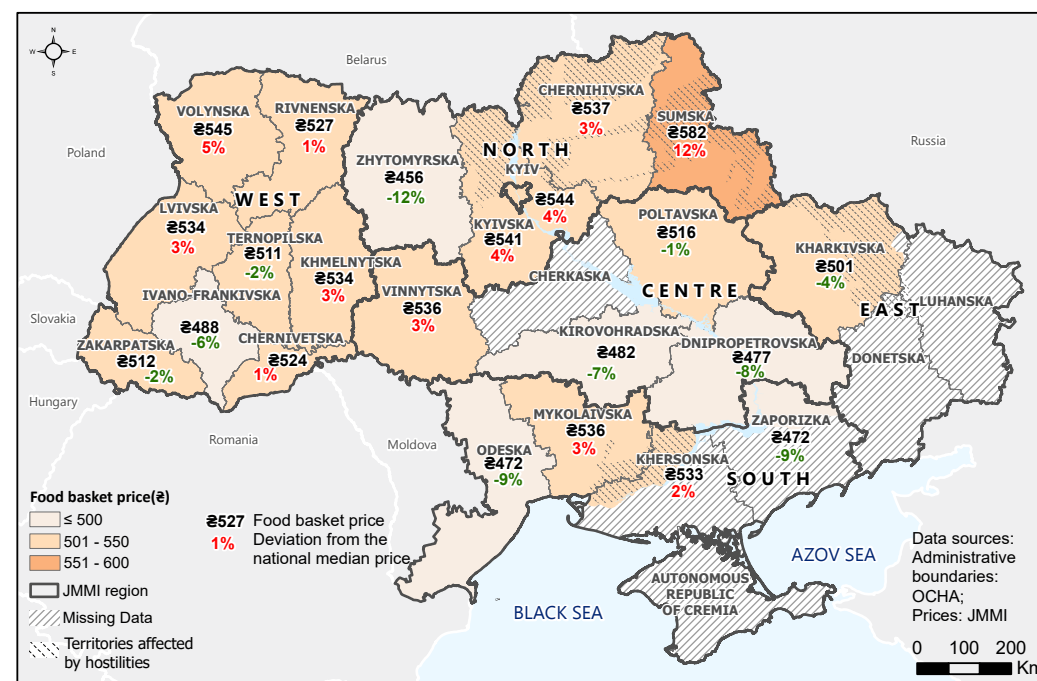 N
W E
S
Belarus
Poland
Russia
Slovakia
Hungary
Romania
Moldova
VOLYNSKA
₴545
5%
RIVNENSKA
₴527
1%
ZHYTOMYRSKA
₴456
-12%
CHERNIHIVSKA
₴537
3%
SUMSKA
₴582
12%
NORTH
KYIV
₴544
4%
KYIVSKA
₴541
4%
WEST
LVIVSKA
₴534
3%
TERNOPILSKA
₴511
-2%
KHMELNYTSKA
₴534
3%
IVANO-FRANKIVSKA
₴488
-6%
ZAKARPATSKA
₴512
-2%
CHERNIVETSKA
₴524
1%
VINNYTSKA
₴536
3%
CHERKASKA
POLTAVSKA
₴516
-1%
KHARKIVSKA
₴501
-4%
CENTRE
EAST
LUHANSKA
DONETSKA
KIROVOHRADSKA
₴482
-7%
DNIPROPETROVSKA
₴477
-8%
ODESKA
₴472
-9%
MYKOLAIVSKA
₴536
3%
KHERSONSKA
₴533
2%
ZAPORIZKA
₴472
-9%
SOUTH
AUTONOMOUS
REPUBLIC
OF CREMIA
BLACK SEA
AZOV SEA
Food basket price(₴)
≤ 500
501 - 550
551 - 600
JMMI region
Missing Data
Territories affected
by hostilities
₴527 Food basket price
1% Deviation from the
national median price
Data sources:
Administrative
boundaries:
OCHA;
Prices: JMMI
0 100 200
Km